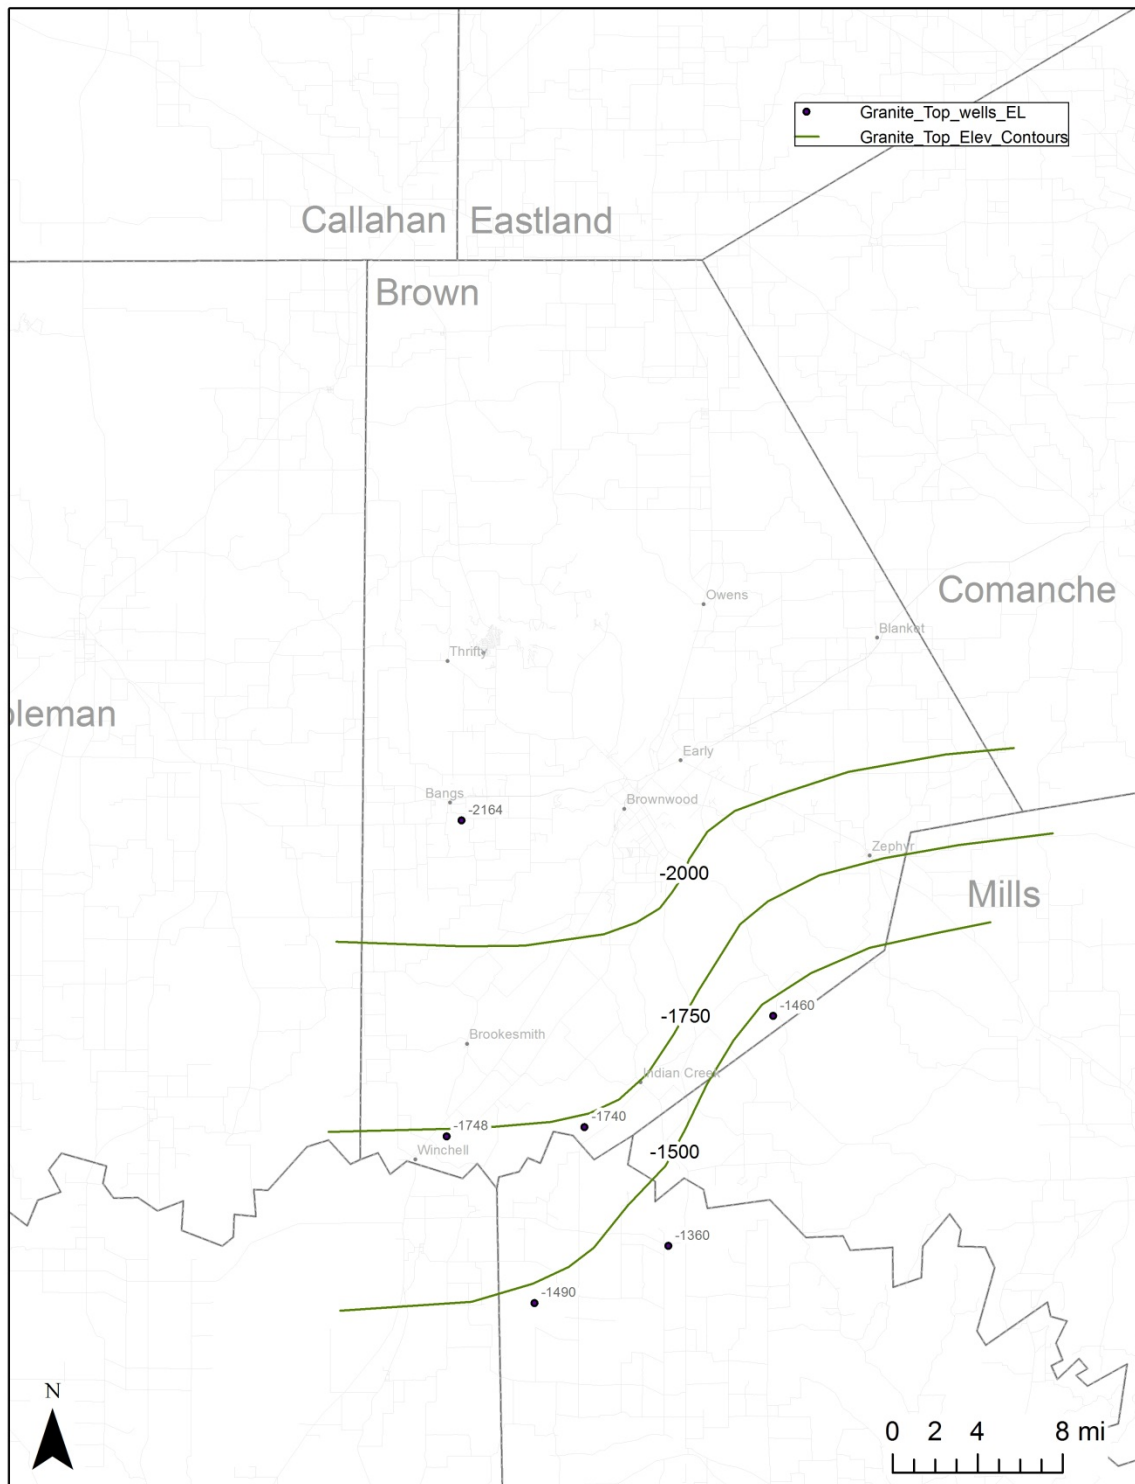 Granite_Top_wells_EL
Granite_Top_Elev_Contours
Callahan
Eastland
Brown
Owens
Comanche
Blanket
Thrifty
oleman
Early
Bangs
-2164
Brownwood
Zephyr
-2000
Mills
-1750
-1460
Brookesmith
Indian Creek
-1748
-1740
Winchell
-1500
-1360
-1490
N
0 2 4 8 mi